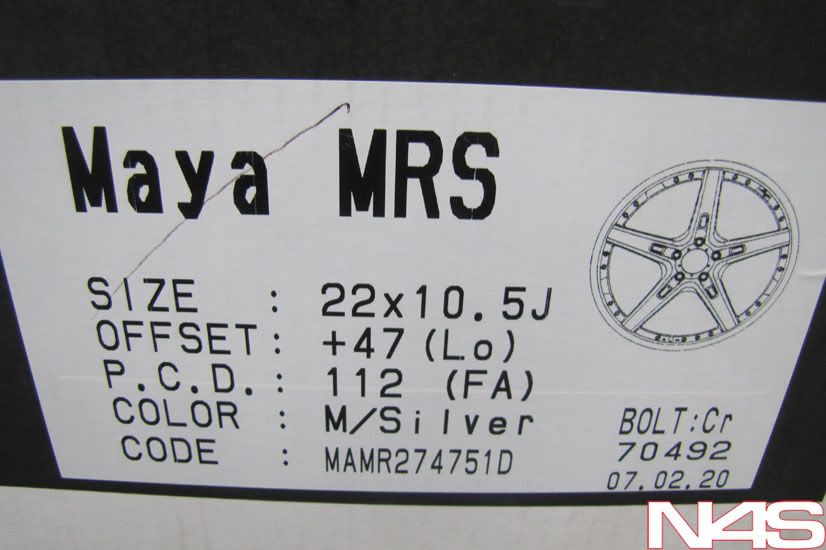 Maya MRS
SIZE : 22x10.5J
OFFSET: +47 (Lo)
P.C.D.: 112 (FA)
COLOR : M/Silver
CODE : MAMR274751D
BOLT:Cr
70492
07.02.20
N4S